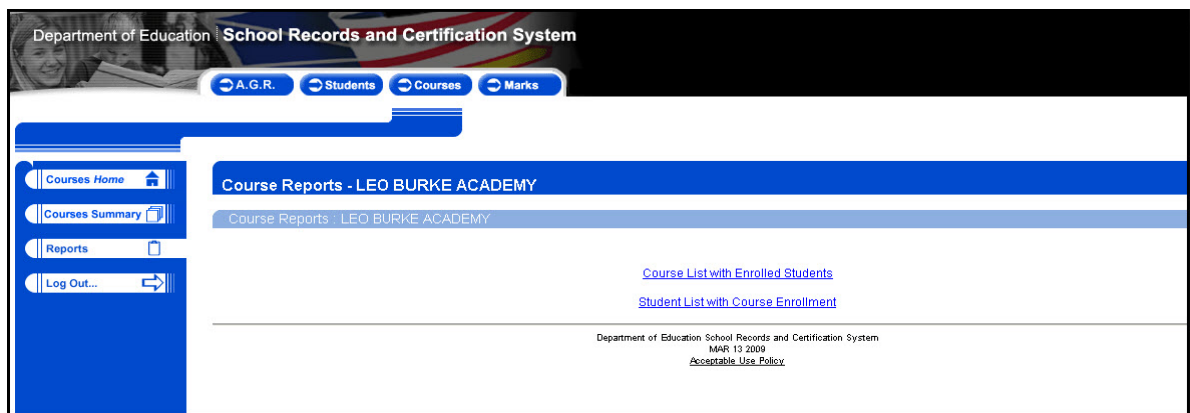 Department of Education School Records and Certification System
A.G.R. Students Courses Marks
Courses Home
Courses Summary
Reports
Log Out...
Course Reports - LEO BURKE ACADEMY
Course Reports : LEO BURKE ACADEMY
Course List with Enrolled Students
Student List with Course Enrollment
Department of Education School Records and Certification System
MAR 13 2009
Acceptable Use Policy